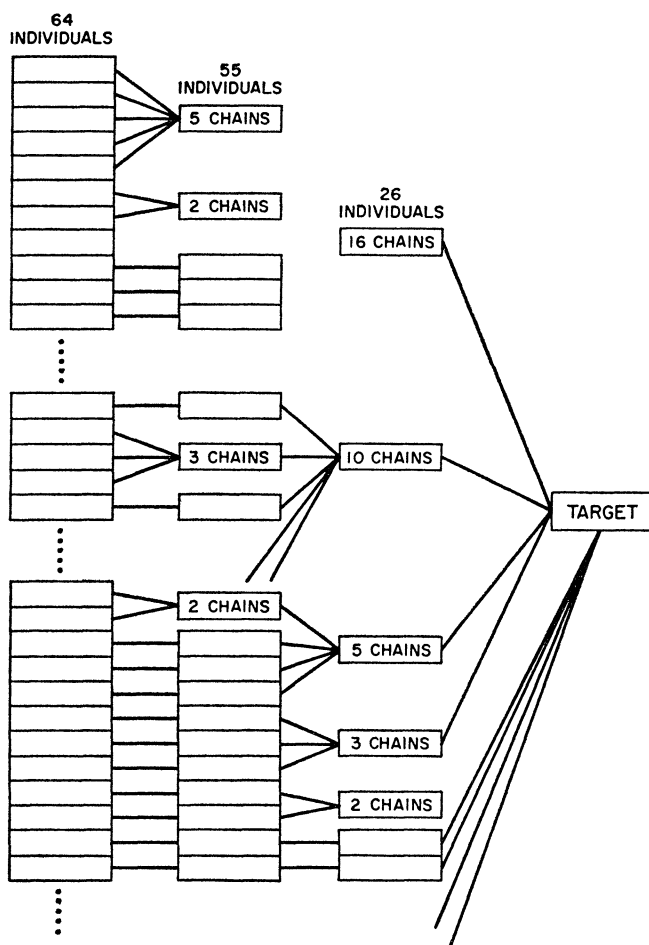 64
INDIVIDUALS
55
INDIVIDUALS
5 CHAINS
2 CHAINS
26
INDIVIDUALS
16 CHAINS
3 CHAINS
10 CHAINS
TARGET
2 CHAINS
5 CHAINS
3 CHAINS
2 CHAINS